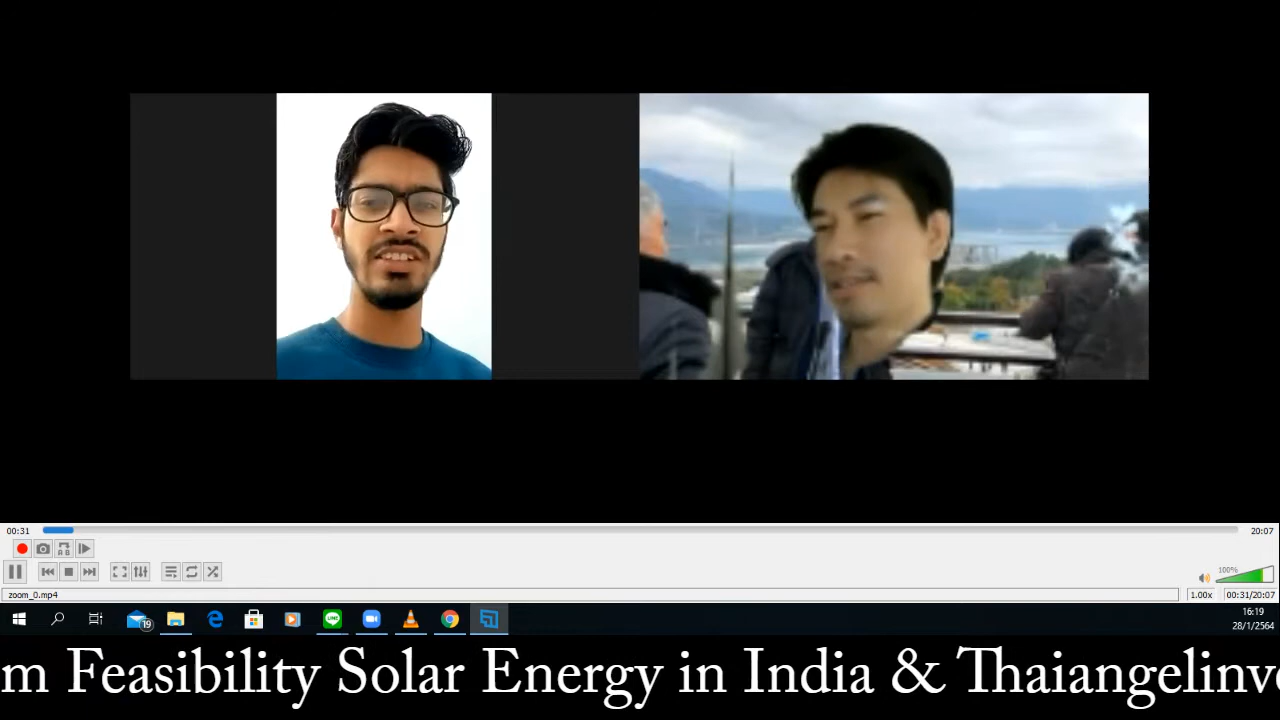 00:31
20:07
A B
100%
zoom_0.mp4
1.00x
00:31/20:07
19
LINE
16:19
28/1/2564
m Feasibility Solar Energy in India & Thaiangelinve